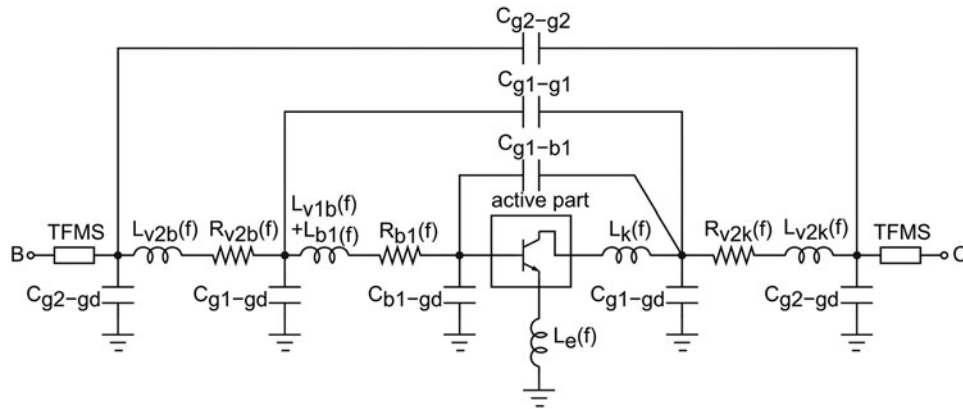 Cg2−g2
Cg1−g1
Cg1−b1
active part
TFMS
Lv2b(f)
Rv2b(f)
Lv1b(f)
+Lb1(f)
Rb1(f)
Lk(f)
Rv2k(f)
Lv2k(f)
TFMS
B
C
Cg2−gd
Cg1−gd
Cb1−gd
Cg1−gd
Cg2−gd
Le(f)